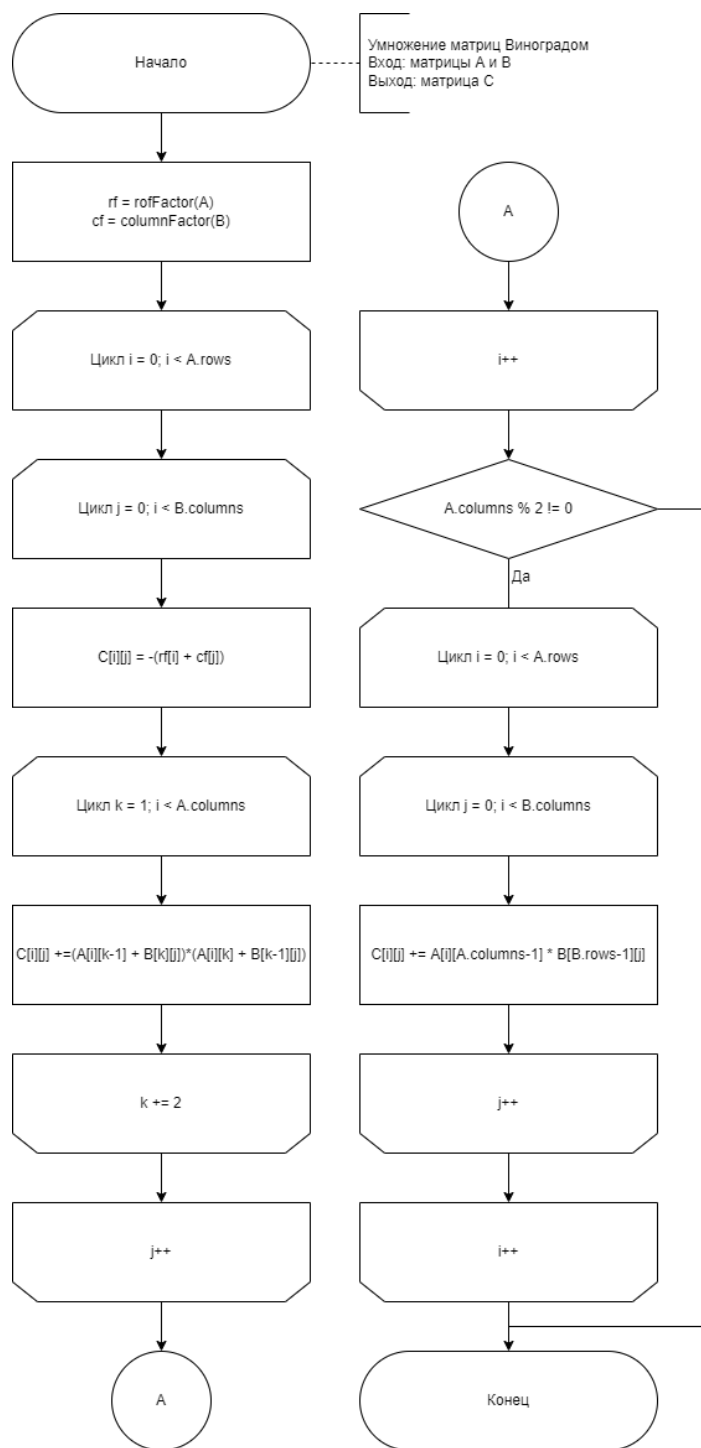 Начало
Умножение матриц Виноградом
Вход: матрицы A и B
Выход: матрица C
rf = rofFactor(A)
cf = columnFactor(B)
Цикл i = 0; i < A.rows
Цикл j = 0; i < B.columns
C[i][j] = -(rf[i] + cf[j])
Цикл k = 1; i < A.columns
C[i][j] +=(A[i][k-1] + B[k][j])*(A[i][k] + B[k-1][j])
k += 2
j++
A
A
i++
A.columns % 2 != 0
Да
Цикл i = 0; i < A.rows
Цикл j = 0; i < B.columns
C[i][j] += A[i][A.columns-1] * B[B.rows-1][j]
j++
i++
Конец